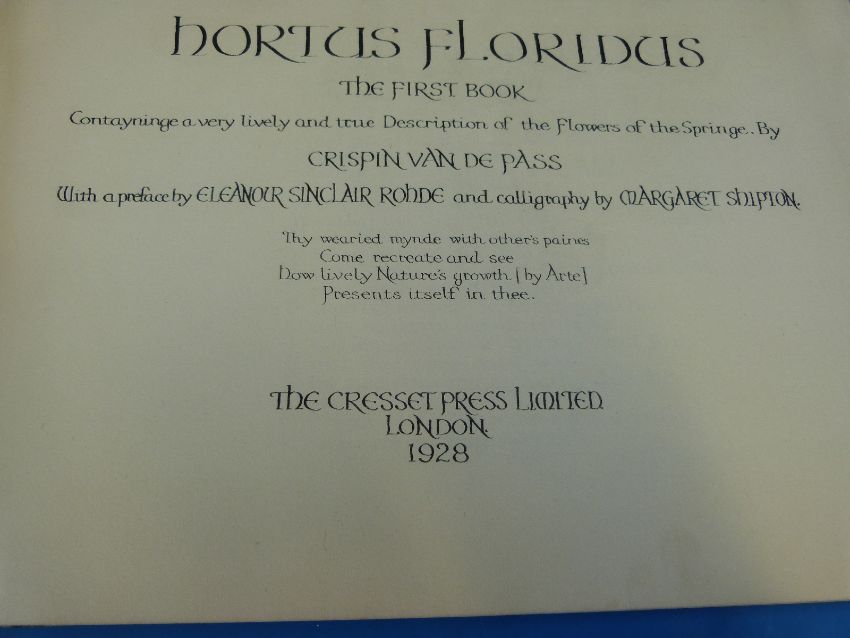 HORTUS FLORIDUS
THE FIRST BOOK
Contayninge a very lively and true Description of the Flowers of the Springe. By
CRISPIN VAN DE PASS
With a preface by ELEANOUR SINCLAIR ROHDE and calligraphy by MARGARET SHIPTON.
Thy wearied mynde with other's paines
Come recreate and see
How lively Nature's growth [by Arte]
Presents itself in thee.
THE CRESSET PRESS LIMITED
LONDON.
1928